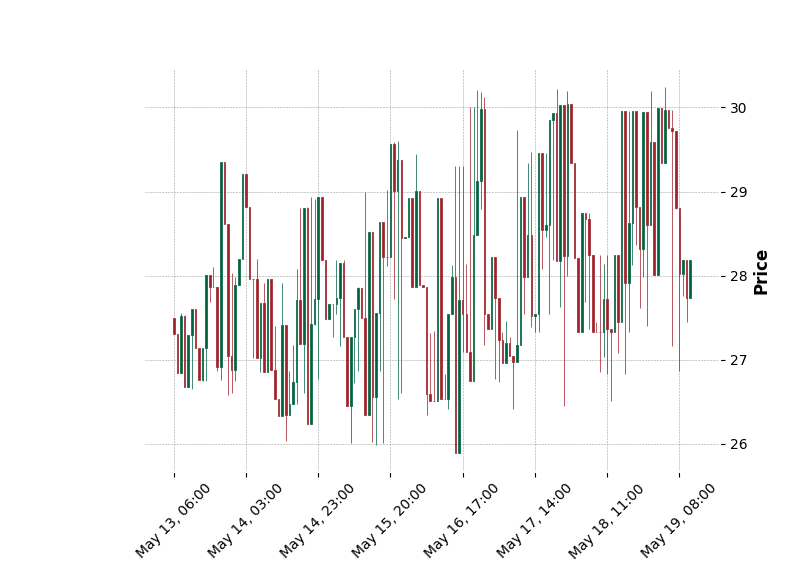 30
29
28
27
26
Price
May 13, 06:00
May 14, 03:00
May 14, 23:00
May 15, 20:00
May 16, 17:00
May 17, 14:00
May 18, 11:00
May 19, 08:00